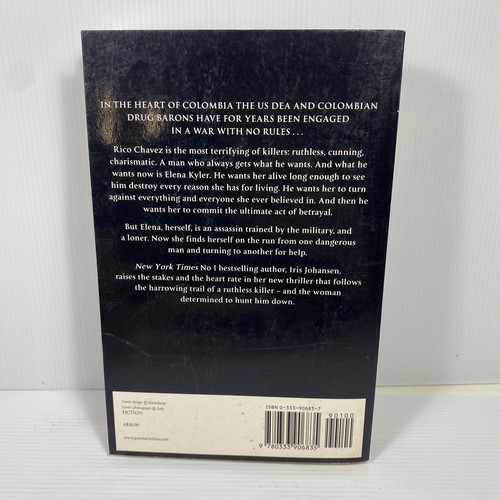 IN THE HEART OF COLOMBIA THE US DEA AND COLOMBIAN
DRUG BARONS HAVE FOR YEARS BEEN ENGAGED
IN A WAR WITH NO RULES . . .
Rico Chavez is the most terrifying of killers: ruthless, cunning,
charismatic. A man who always gets what he wants. And what he
wants now is Elena Kyler. He wants her alive long enough to see
him destroy every reason she has for living. He wants her to turn
against everything and everyone she ever believed in. And then he
wants her to commit the ultimate act of betrayal.
But Elena, herself, is an assassin trained by the military, and
a loner. Now she finds herself on the run from one dangerous
man and turning to another for help.
New York Times No 1 bestselling author, Iris Johansen,
raises the stakes and the heart rate in her new thriller that follows
the harrowing trail of a ruthless killer – and the woman
determined to hunt him down.
Cover design ©
Cover photograph ©
FICTION
www.panmacmillan.com
ISBN 0-333-90683-7
90100
9 780333 906835